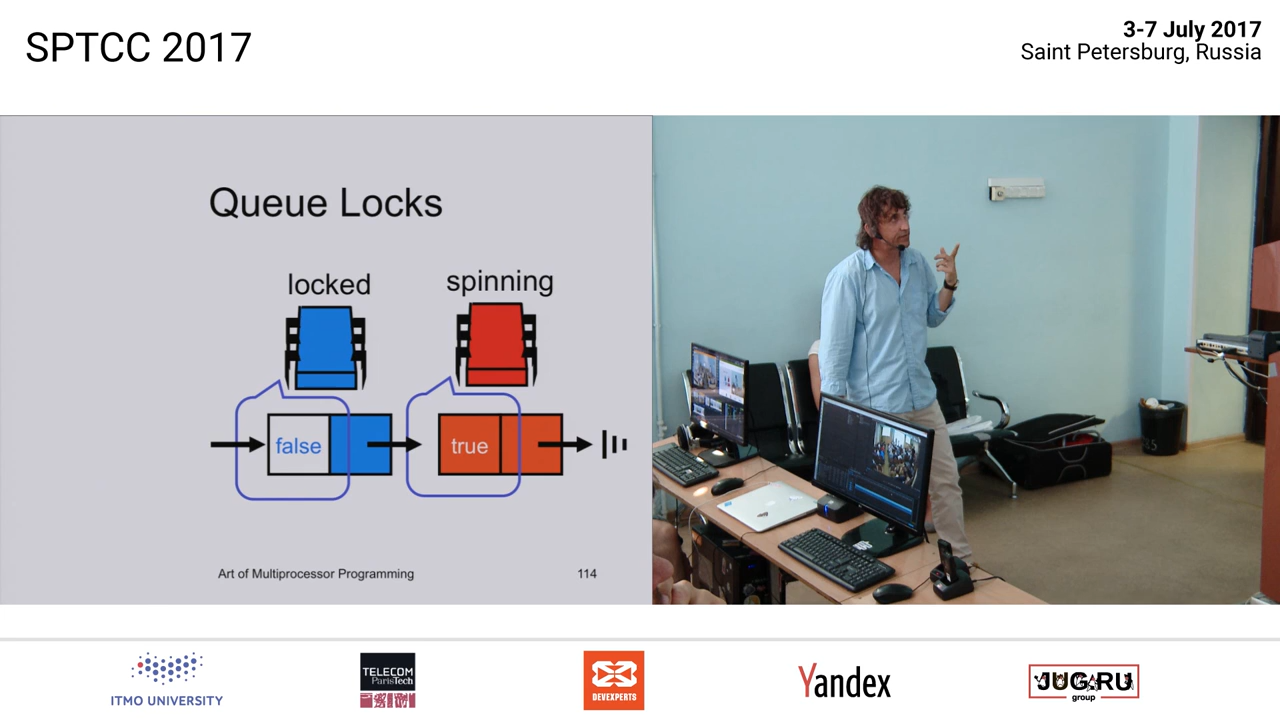 SPTCC 2017
3-7 July 2017
Saint Petersburg, Russia
Queue Locks
locked
spinning
false
true
Art of Multiprocessor Programming
114
ITMO UNIVERSITY
TELECOM
ParisTech
DEVEXPERTS
Yandex
JUG.RU
group